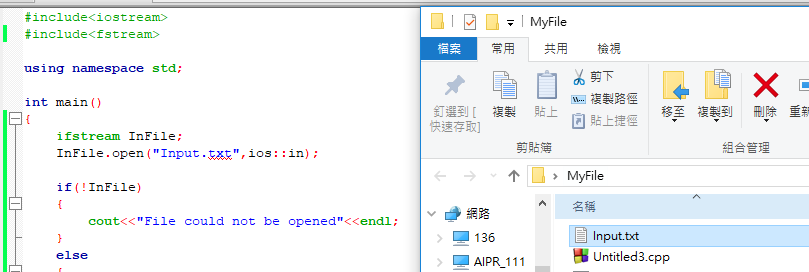 #include<iostream>
#include<fstream>
using namespace std;
int main()
{
ifstream InFile;
InFile.open("Input.txt",ios::in);
if(!InFile)
{
cout<<"File could not be opened"<<endl;
}
else
{
MyFile
檔案
常用
共用
檢視
釘選到 [
快速存取]
複製
貼上
剪下
複製路徑
貼上捷徑
剪貼簿
移至
複製到
刪除
組合管理
MyFile
網路
136
AIPR_111
名稱
Input.txt
Untitled3.cpp